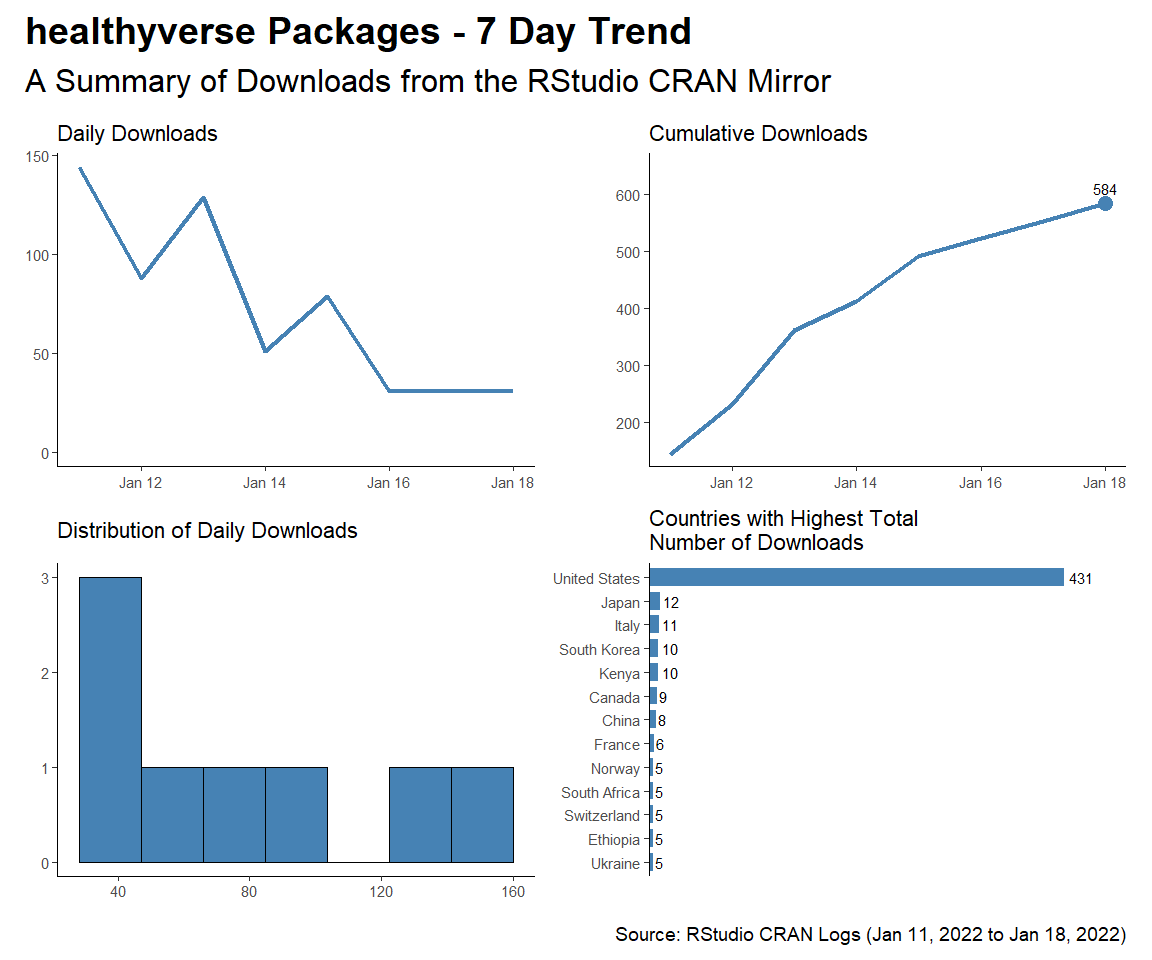 healthyverse Packages - 7 Day Trend
A Summary of Downloads from the RStudio CRAN Mirror
Daily Downloads
150
100
50
0
Jan 12
Jan 14
Jan 16
Jan 18
Cumulative Downloads
600
500
400
300
200
584
Jan 12
Jan 14
Jan 16
Jan 18
Distribution of Daily Downloads
3
2
1
0
40
80
120
160
Countries with Highest Total
Number of Downloads
United States 431
Japan 12
Italy 11
South Korea 10
Kenya 10
Canada 9
China 8
France 6
Norway 5
South Africa 5
Switzerland 5
Ethiopia 5
Ukraine 5
Source: RStudio CRAN Logs (Jan 11, 2022 to Jan 18, 2022)